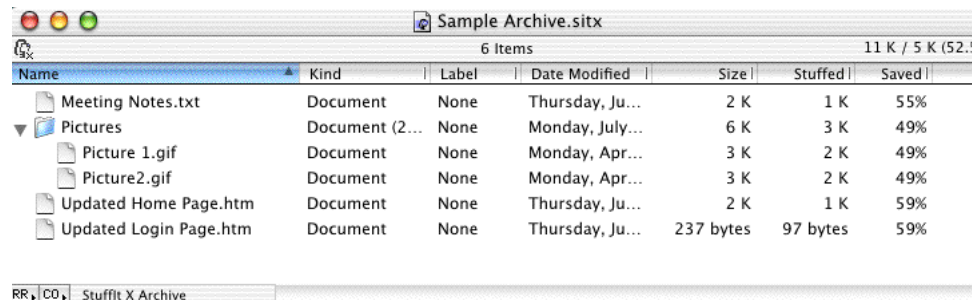 Sample Archive.sitx
6 Items 11 K / 5 K (52.5
Name Kind Label Date Modified Size Stuffed Saved
Meeting Notes.txt Document None Thursday, Ju... 2 K 1 K 55%
Pictures Document (2... None Monday, July... 6 K 3 K 49%
Picture 1.gif Document None Monday, Apr... 3 K 2 K 49%
Picture2.gif Document None Monday, Apr... 3 K 2 K 49%
Updated Home Page.htm Document None Thursday, Ju... 2 K 1 K 59%
Updated Login Page.htm Document None Thursday, Ju... 237 bytes 97 bytes 59%
RR CO StuffIt X Archive